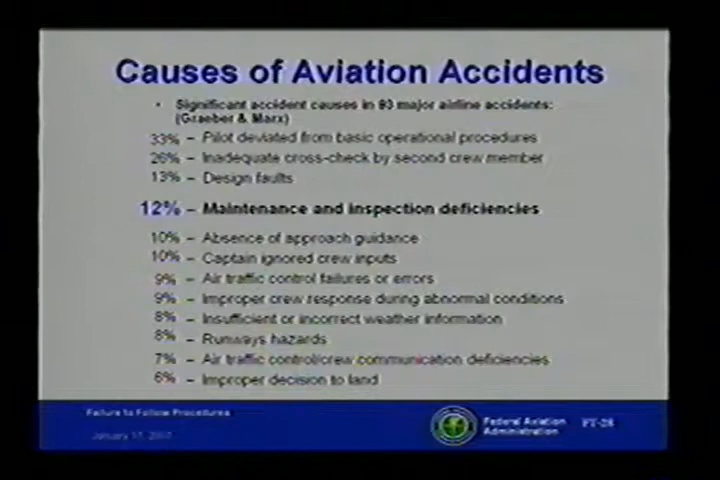 Causes of Aviation Accidents
• Significant accident causes in 93 major airline accidents:
(Graeber & Marx)
33% – Pilot deviated from basic operational procedures
26% – Inadequate cross-check by second crew member
13% – Design faults
12% – Maintenance and inspection deficiencies
10% – Absence of approach guidance
10% – Captain ignored crew inputs
9% – Air traffic control failures or errors
9% – Improper crew response during abnormal conditions
8% – Insufficient or incorrect weather information
8% – Runways hazards
7% – Air traffic control/crew communication deficiencies
6% – Improper decision to land
Failure to Follow Procedures
January 17,
Federal Aviation
Administration
FT-28